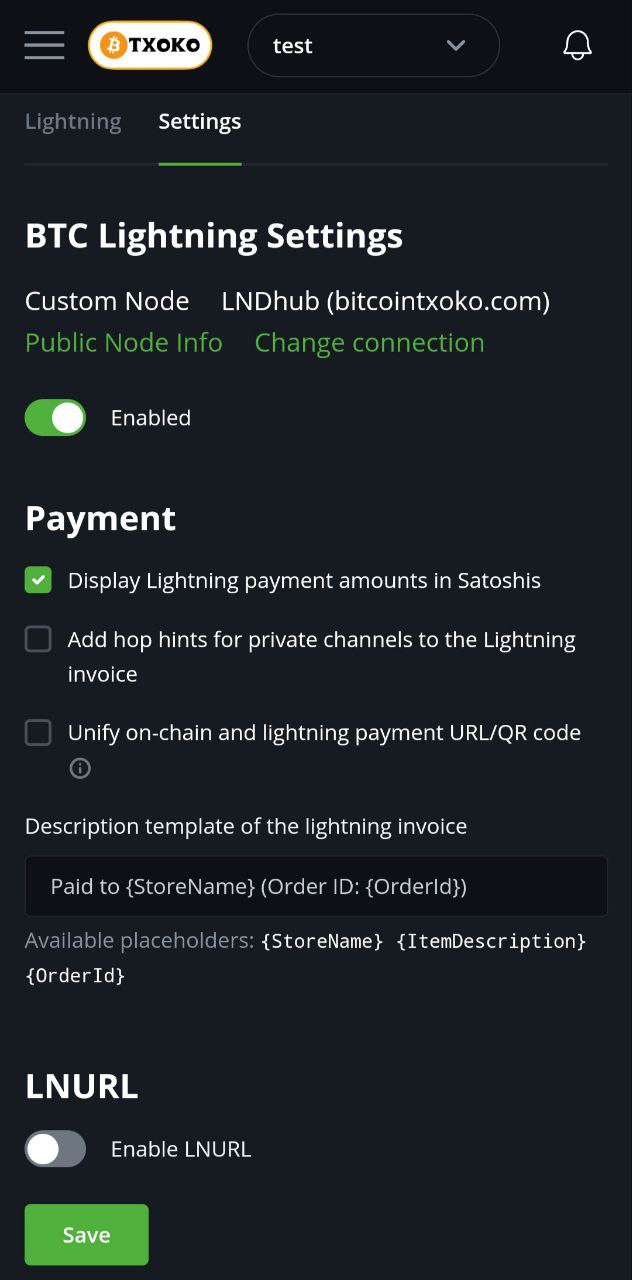 TXOKO
test
Lightning Settings
BTC Lightning Settings
Custom Node LNDhub (bitcointxoko.com)
Public Node Info Change connection
Enabled
Payment
Display Lightning payment amounts in Satoshis
Add hop hints for private channels to the Lightning
invoice
Unify on-chain and lightning payment URL/QR code
Description template of the lightning invoice
Paid to {StoreName} (Order ID: {OrderId})
Available placeholders: {StoreName} {ItemDescription}
{OrderId}
LNURL
Enable LNURL
Save